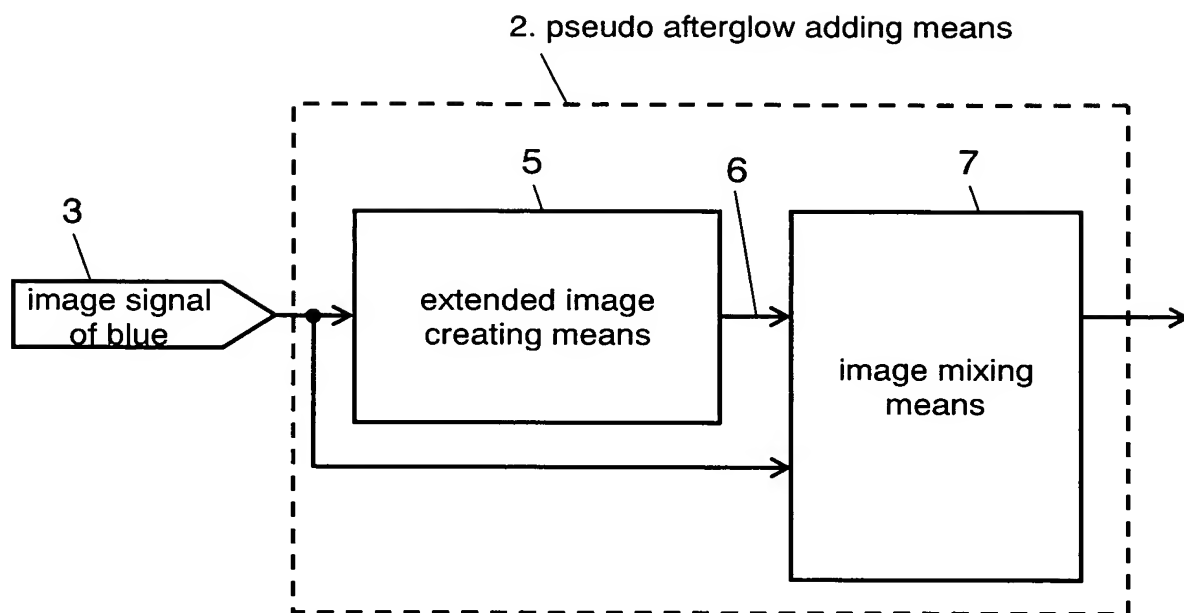 2. pseudo afterglow adding means
5
6
7
3
image signal
of blue
extended image
creating means
image mixing
means